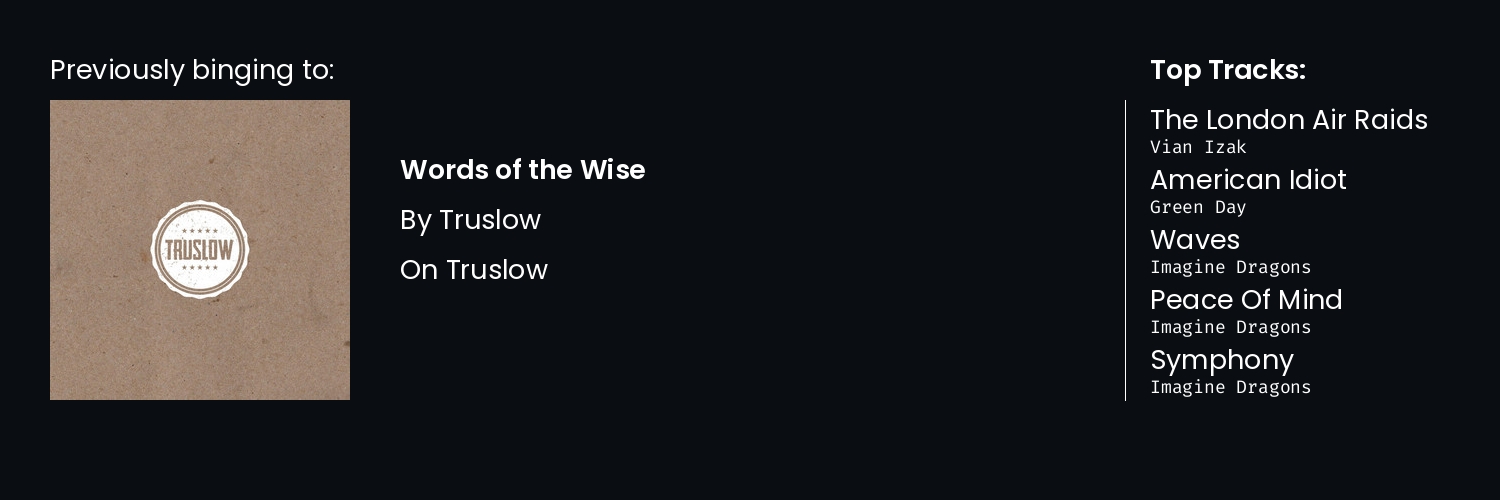 Previously binging to:
TRUSLOW
Words of the Wise
By Truslow
On Truslow
Top Tracks:
The London Air Raids
Vian Izak
American Idiot
Green Day
Waves
Imagine Dragons
Peace Of Mind
Imagine Dragons
Symphony
Imagine Dragons